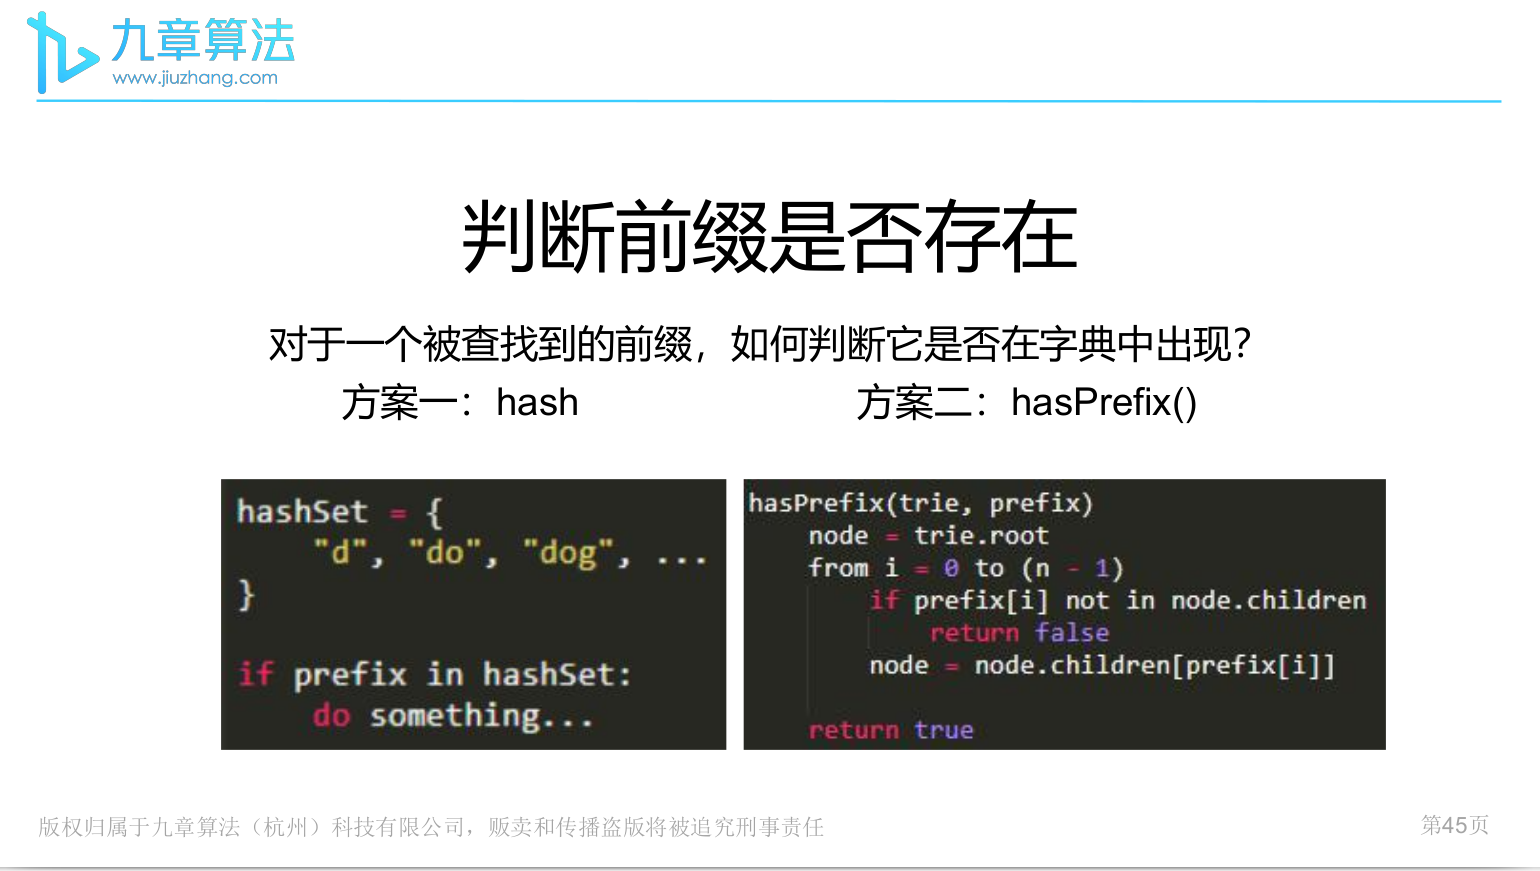 九章算法
www.jiuzhang.com
判断前缀是否存在
对于一个被查找到的前缀，如何判断它是否在字典中出现？
方案一：hash
方案二：hasPrefix()
hashSet = {
    "d", "do", "dog", ...
}
if prefix in hashSet:
    do something...
hasPrefix(trie, prefix)
    node = trie.root
    from i = 0 to (n - 1)
        if prefix[i] not in node.children
            return false
        node = node.children[prefix[i]]
    return true
版权归属于九章算法（杭州）科技有限公司，贩卖和传播盗版将被追究刑事责任
第45页